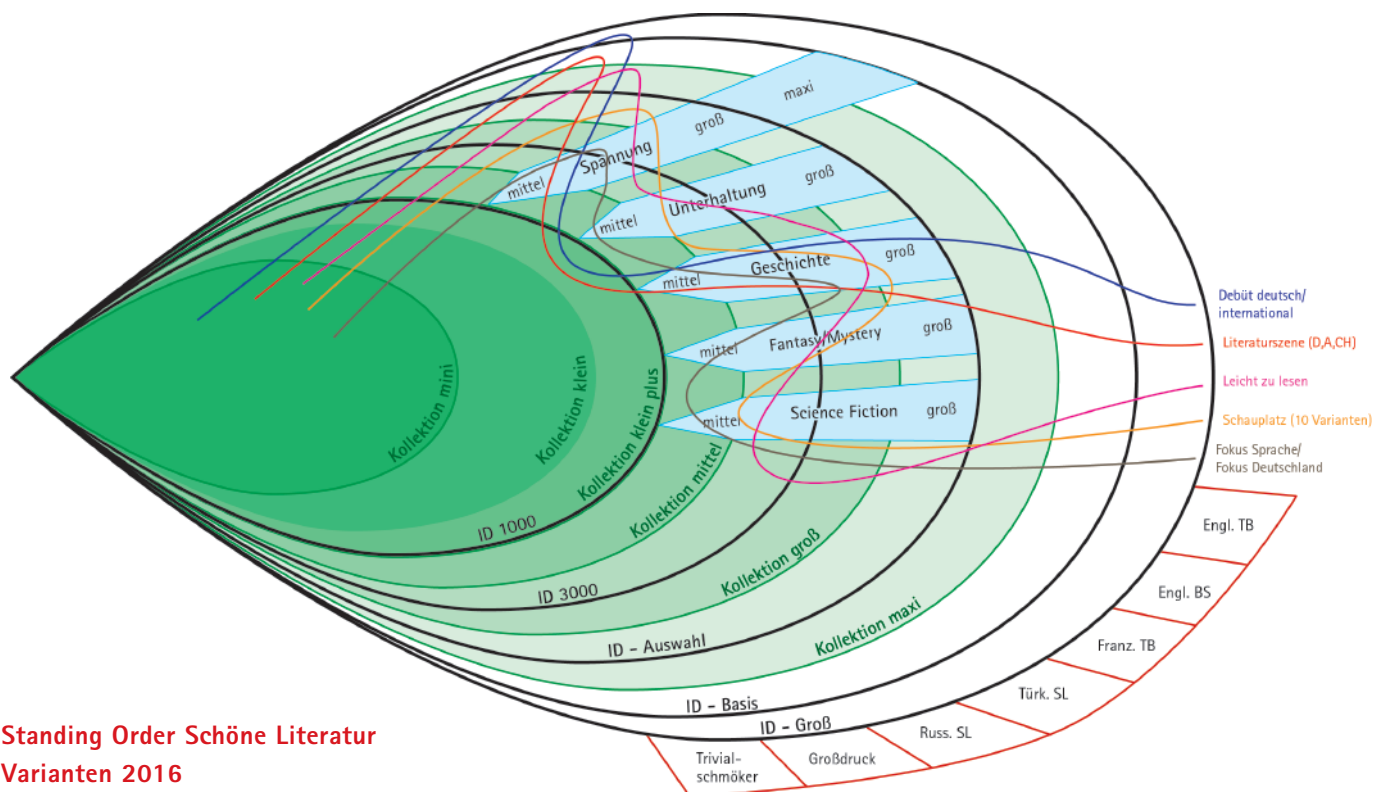 maxi
groß
Spannung
mittel
groß
Unterhaltung
mittel
groß
Geschichte
mittel
groß
Fantasy/Mystery
mittel
groß
Science Fiction
mittel
Kollektion mini
Kollektion klein
Kollektion klein plus
ID 1000
Kollektion mittel
ID 3000
Kollektion groß
ID – Auswahl
Kollektion maxi
ID – Basis
ID – Groß
Debüt deutsch/
international
Literaturszene (D,A,CH)
Leicht zu lesen
Schauplatz (10 Varianten)
Fokus Sprache/
Fokus Deutschland
Engl. TB
Engl. BS
Franz. TB
Türk. SL
Russ. SL
Großdruck
Trivial-
schmöker
Standing Order Schöne Literatur
Varianten 2016